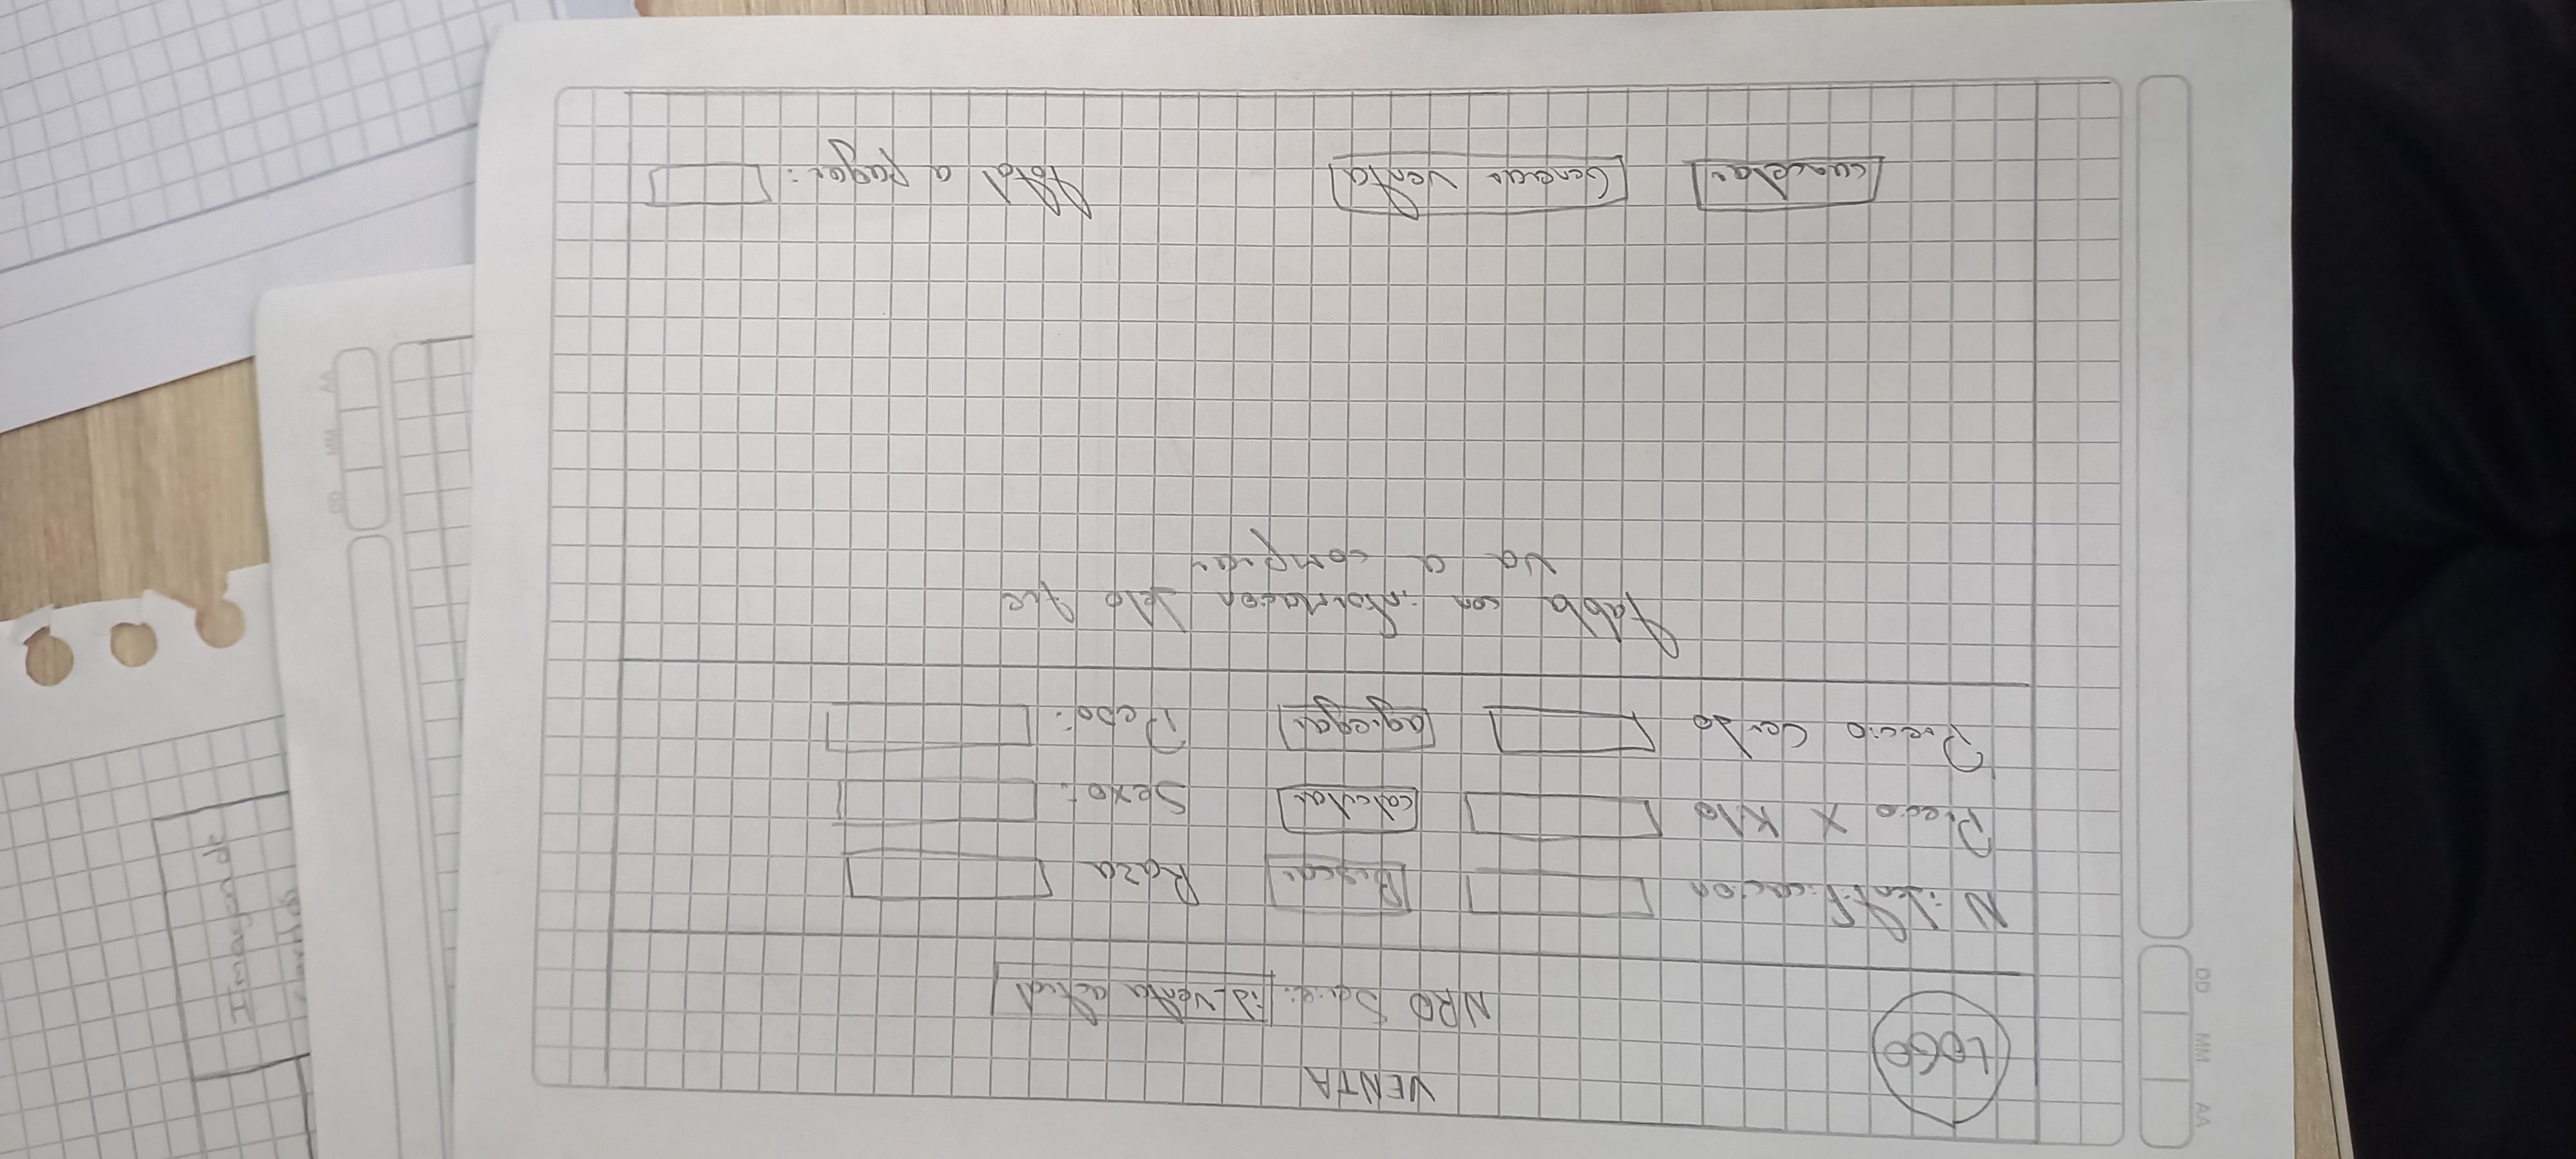 LOGO
VENTA
NRO Serie: id_venta actual
N identificacion
Buscar
Raza
Precio X Kilo
calcular
Sexo:
Precio Cerdo
agregar
Peso:
tabla con informacion delo que
va a comprar
cancelar
Generar venta
total a pagar:
AA
MM
DD
Imagen de
DD
MM
AA